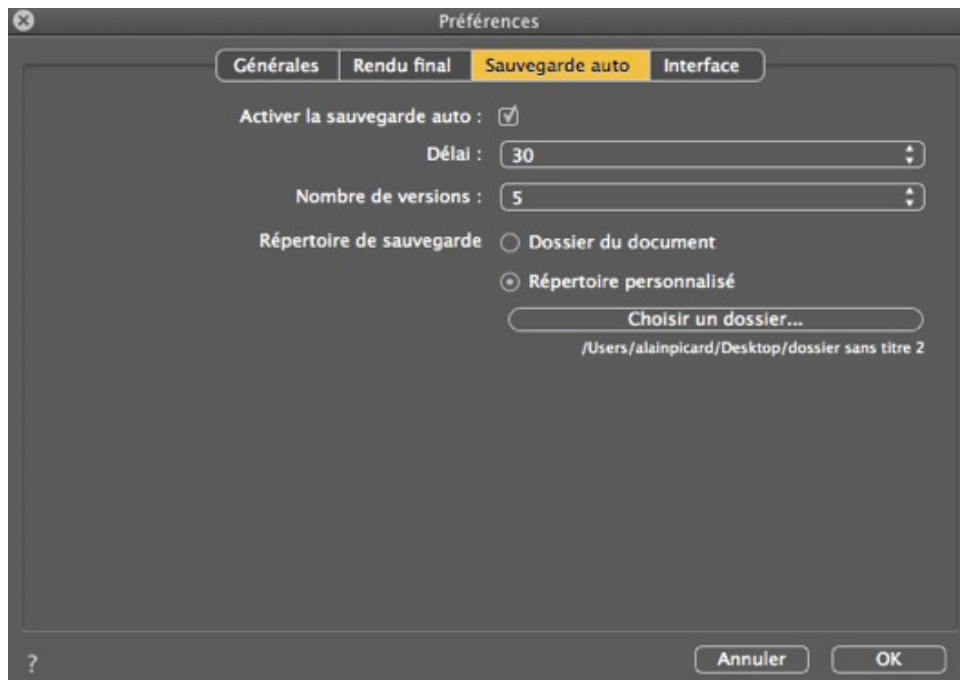 Préférences
Générales Rendu final Sauvegarde auto Interface
Activer la sauvegarde auto :
Délai : 30
Nombre de versions : 5
Répertoire de sauvegarde Dossier du document
Répertoire personnalisé
Choisir un dossier...
/Users/alainpicard/Desktop/dossier sans titre 2
? Annuler OK